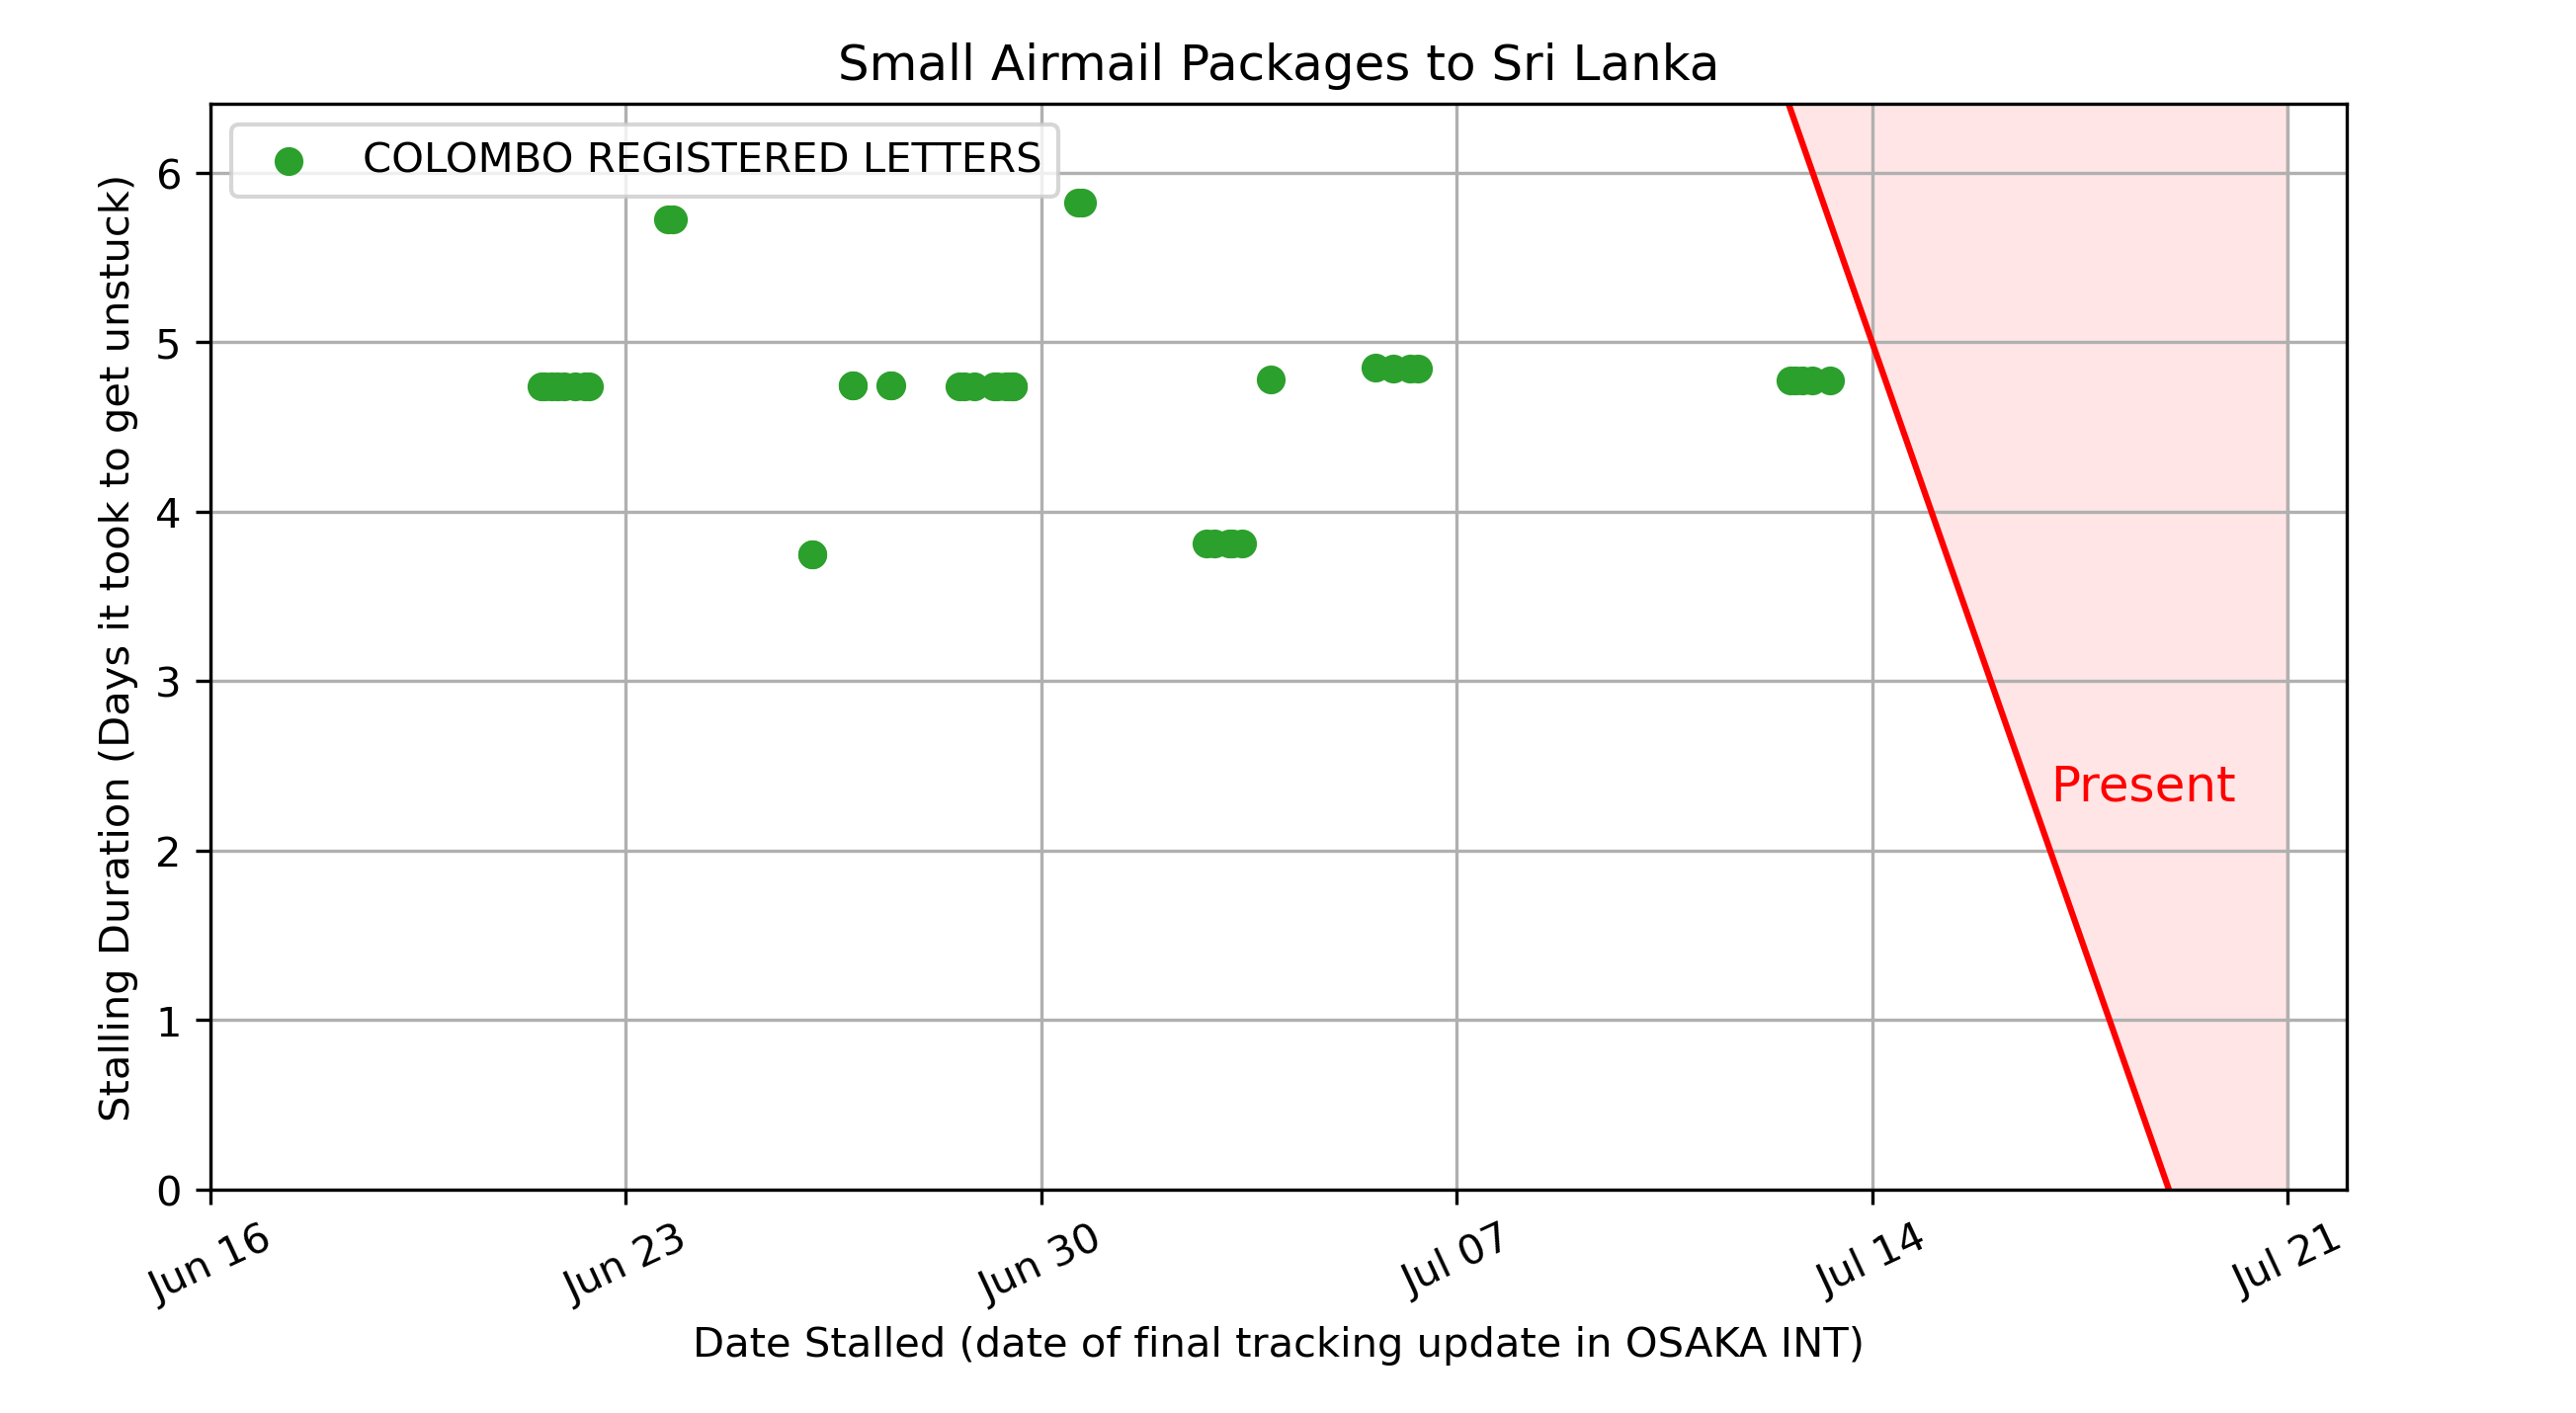 Small Airmail Packages to Sri Lanka
COLOMBO REGISTERED LETTERS
Stalling Duration (Days it took to get unstuck)
6
5
4
3
2
1
0
Present
Jun 16
Jun 23
Jun 30
Jul 07
Jul 14
Jul 21
Date Stalled (date of final tracking update in OSAKA INT)